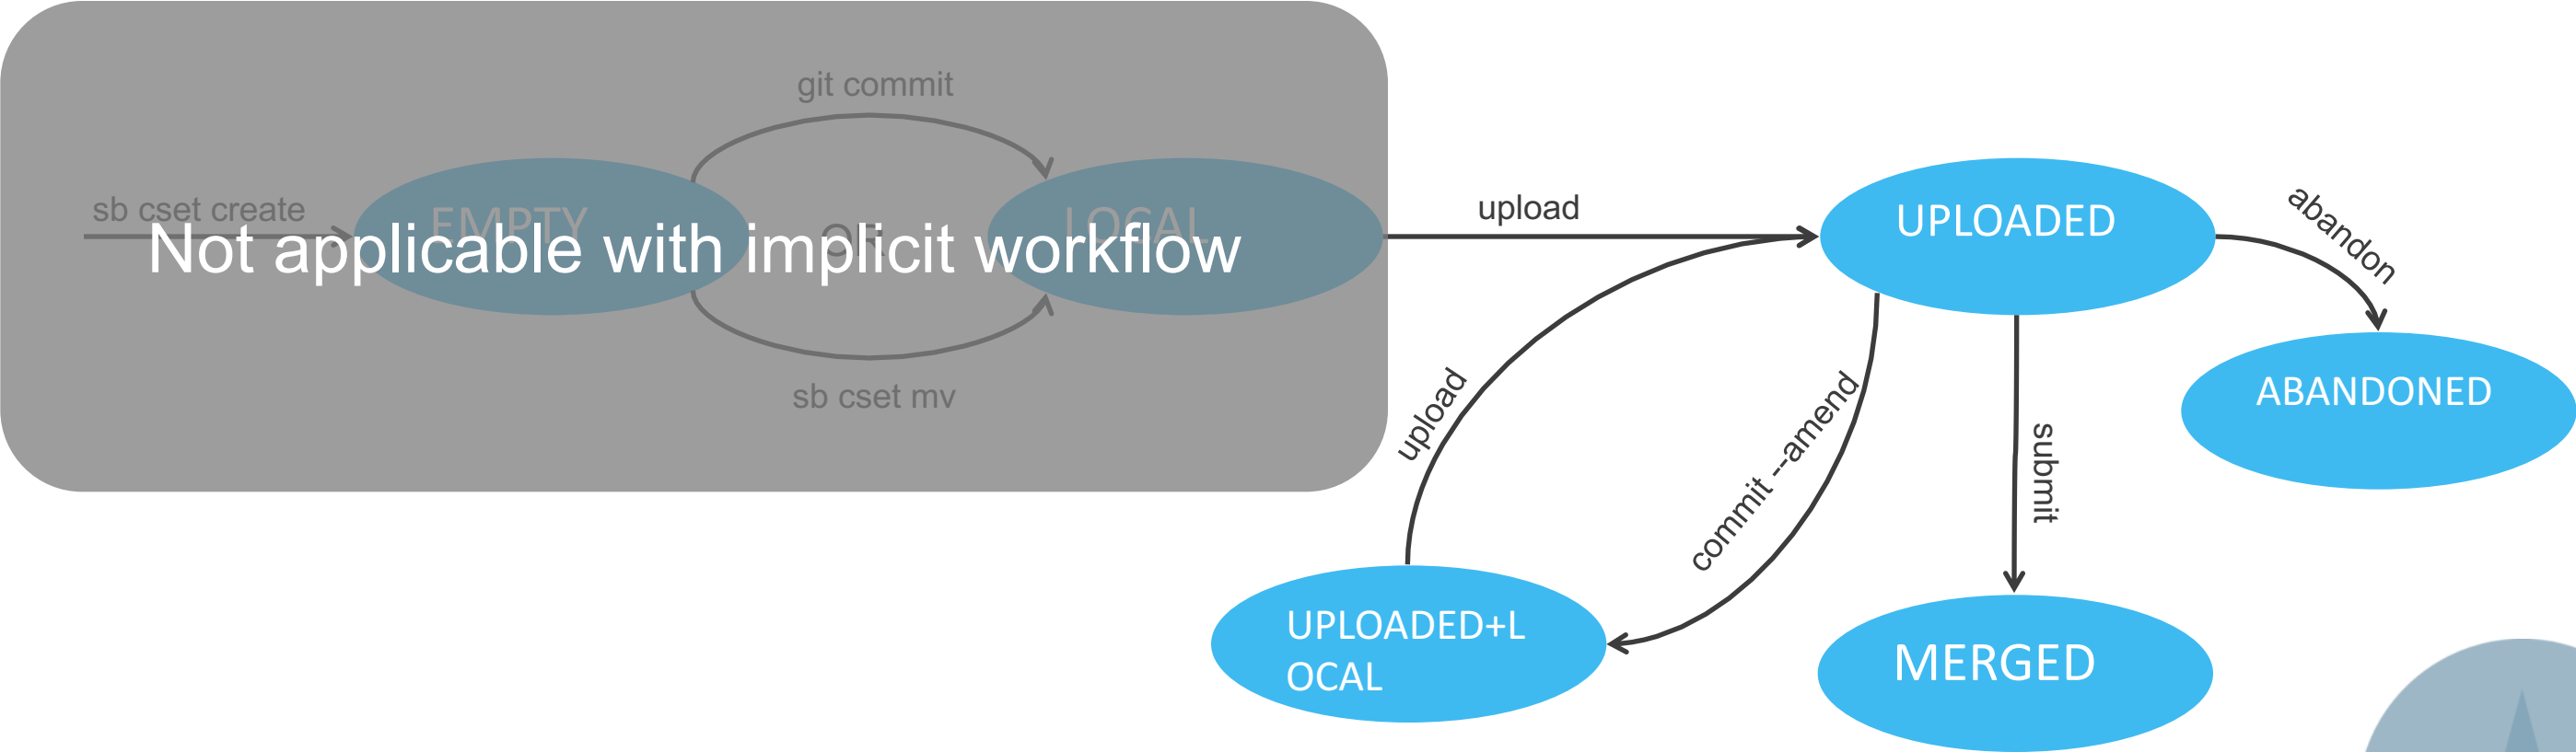 git commit
sb cset create
EMPTY
OR
LOCAL
Not applicable with implicit workflow
sb cset mv
upload
UPLOADED
abandon
ABANDONED
upload
commit --amend
submit
UPLOADED+L
OCAL
MERGED